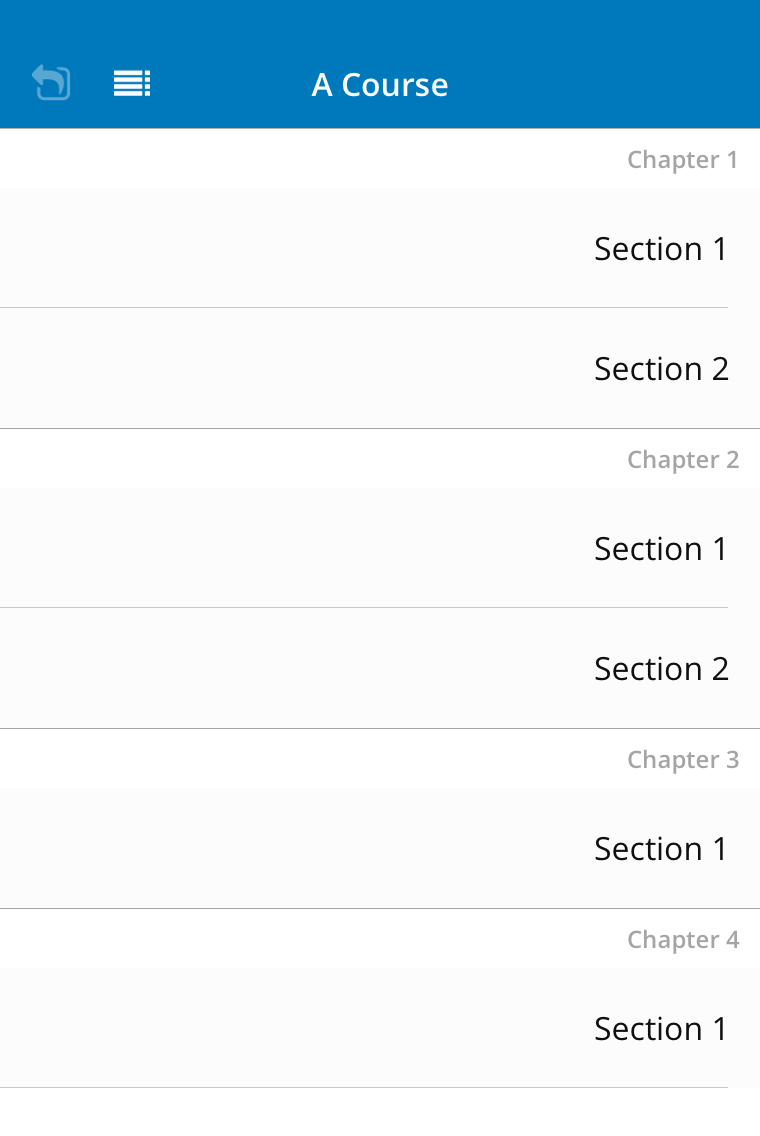 A Course
Chapter 1
Section 1
Section 2
Chapter 2
Section 1
Section 2
Chapter 3
Section 1
Chapter 4
Section 1